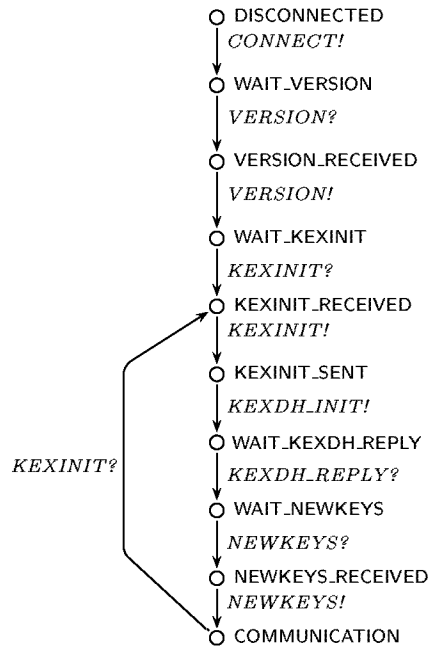 DISCONNECTED
CONNECT!
WAIT_VERSION
VERSION?
VERSION_RECEIVED
VERSION!
WAIT_KEXINIT
KEXINIT?
KEXINIT_RECEIVED
KEXINIT!
KEXINIT_SENT
KEXDH_INIT!
WAIT_KEXDH_REPLY
KEXINIT?
KEXDH_REPLY?
WAIT_NEWKEYS
NEWKEYS?
NEWKEYS_RECEIVED
NEWKEYS!
COMMUNICATION